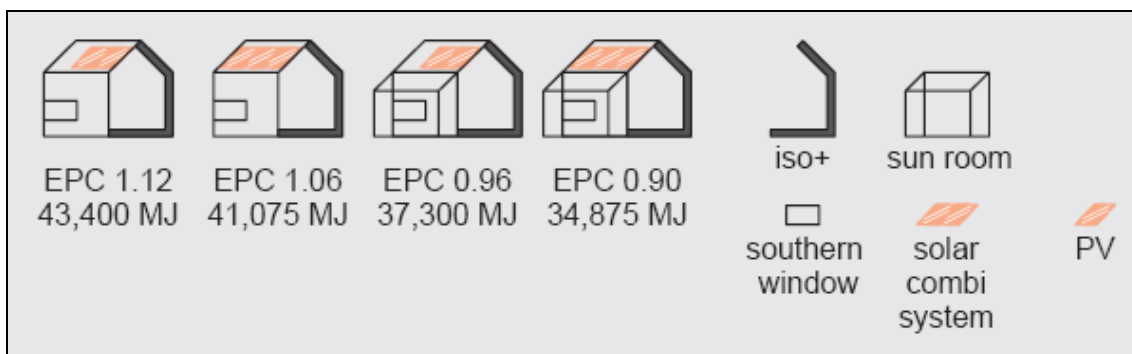 EPC 1.12
43,400 MJ
EPC 1.06
41,075 MJ
EPC 0.96
37,300 MJ
EPC 0.90
34,875 MJ
iso+
sun room
southern
window
solar
combi
system
PV